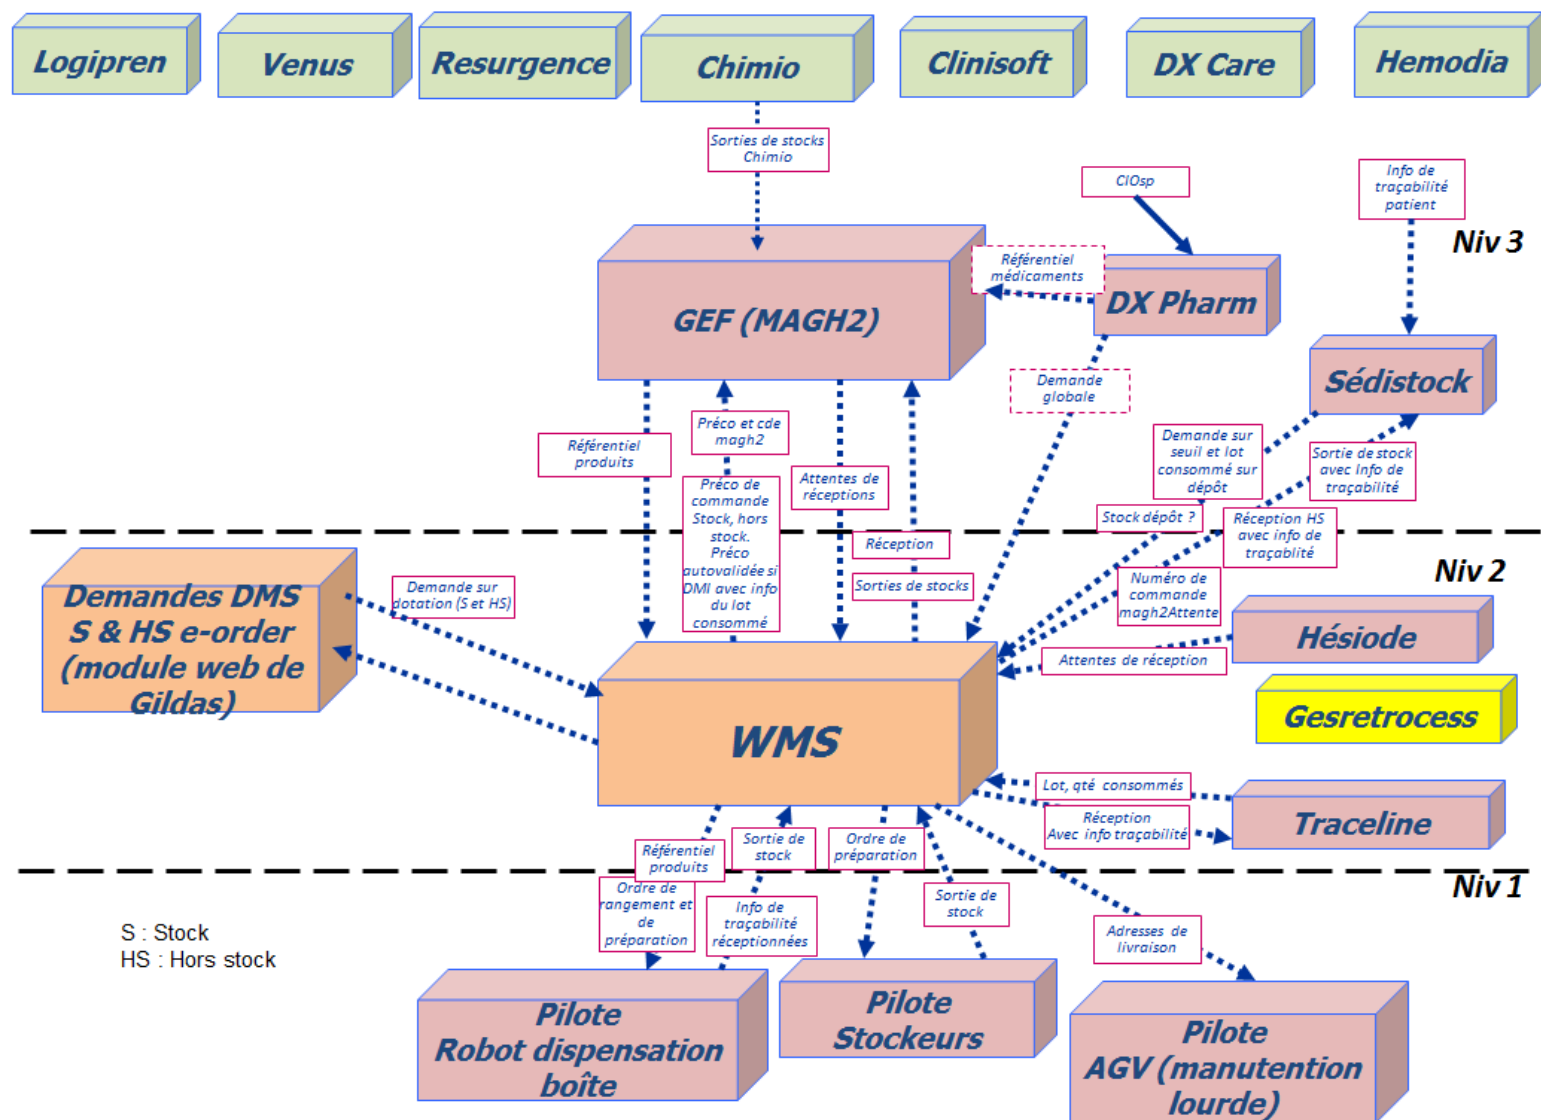 Logipren
Venus
Resurgence
Chimio
Clinisoft
DX Care
Hemodia
Sorties de stocks
Chimio
CIOsp
Info de
traçabilité
patient
Niv 3
Référentiel
médicaments
GEF (MAGH2)
DX Pharm
Sédistock
Demande
globale
Référentiel
produits
Préco et cde
magh2
Attentes de
réceptions
Demande sur
seuil et lot
consommé sur
dépôt
Sortie de stock
avec info de
traçabilité
Préco de
commande
Stock, hors
stock.
Préco
autovalidée si
DMI avec info
du lot
consommé
Stock dépôt ?
Réception HS
avec info de
traçablité
Réception
Sorties de stocks
Niv 2
Numéro de
commande
magh2Attente
Demandes DMS
S & HS e-order
(module web de
Gildas)
Demande sur
dotation (S et HS)
Hésiode
Attentes de réception
Gesretrocess
WMS
Lot, qté consommés
Réception
Avec info traçabilité
Traceline
Référentiel
produits
Sortie de
stock
Ordre de
préparation
Niv 1
Ordre de
rangement et
de
préparation
Info de
traçabilité
réceptionnées
Sortie de
stock
Adresses de
livraison
S : Stock
HS : Hors stock
Pilote
Robot dispensation
boîte
Pilote
Stockeurs
Pilote
AGV (manutention
lourde)